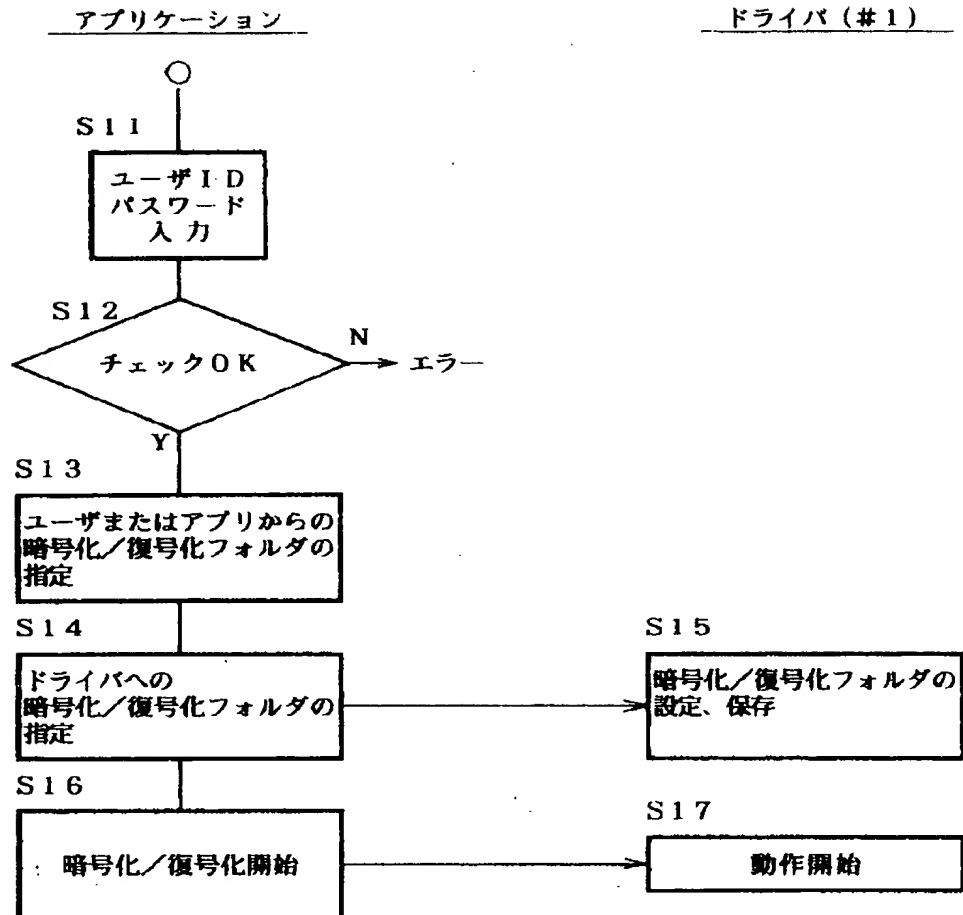 アプリケーション
ドライバ(#1)
S11
ユーザID
パスワード
入力
S12
チェックOK
N
エラー
Y
S13
ユーザまたはアプリからの
暗号化/復号化フォルダの
指定
S14
ドライバへの
暗号化/復号化フォルダの
指定
S15
暗号化/復号化フォルダの
設定、保存
S16
暗号化/復号化開始
S17
動作開始